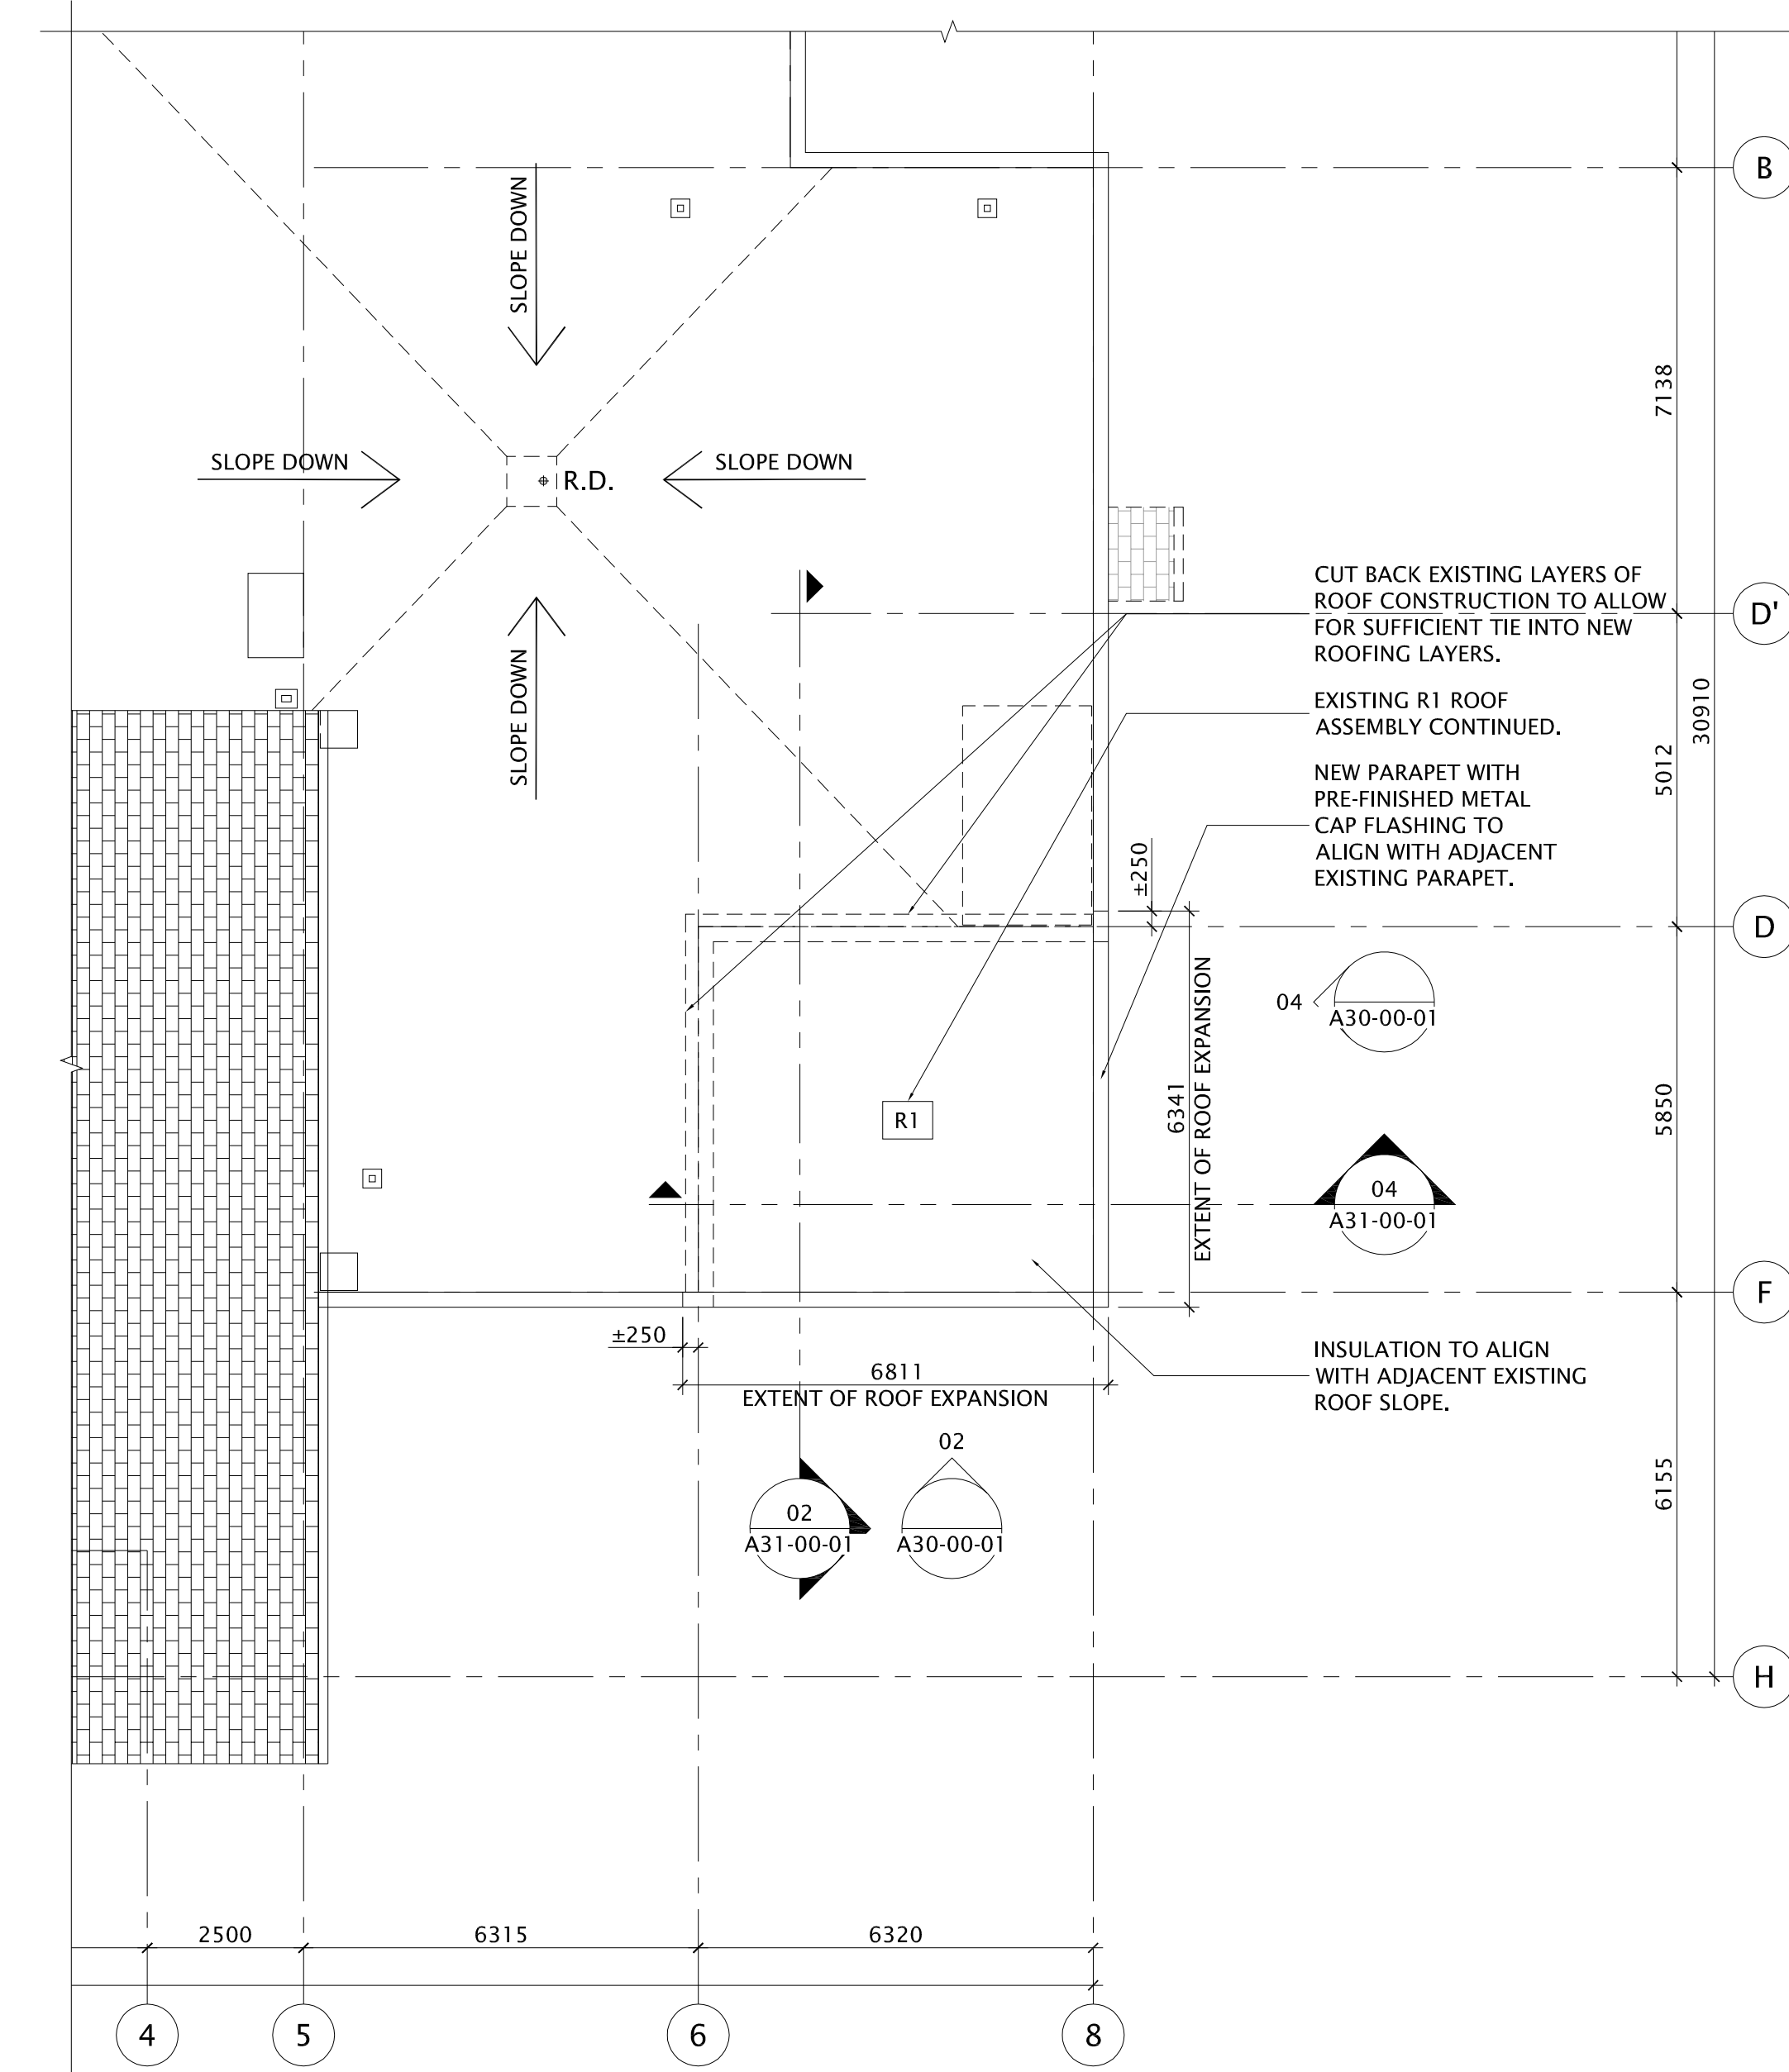 B
SLOPE DOWN
7138
SLOPE DOWN
R.D.
SLOPE DOWN
CUT BACK EXISTING LAYERS OF
ROOF CONSTRUCTION TO ALLOW
FOR SUFFICIENT TIE INTO NEW
ROOFING LAYERS.
D'
SLOPE DOWN
EXISTING R1 ROOF
ASSEMBLY CONTINUED.
30910
5012
NEW PARAPET WITH
PRE-FINISHED METAL
CAP FLASHING TO
ALIGN WITH ADJACENT
EXISTING PARAPET.
±250
D
04
A30-00-01
6341
EXTENT OF ROOF EXPANSION
R1
5850
04
A31-00-01
F
±250
6811
EXTENT OF ROOF EXPANSION
INSULATION TO ALIGN
WITH ADJACENT EXISTING
ROOF SLOPE.
02
A31-00-01
02
A30-00-01
6155
H
2500
6315
6320
4
5
6
8